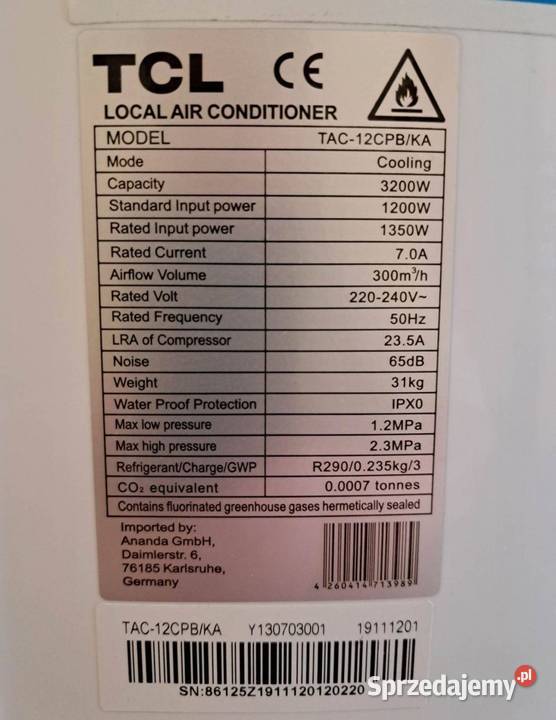 TCL CE
LOCAL AIR CONDITIONER
MODEL TAC-12CPB/KA
Mode Cooling
Capacity 3200W
Standard Input power 1200W
Rated Input power 1350W
Rated Current 7.0A
Airflow Volume 300m³/h
Rated Volt 220-240V~
Rated Frequency 50Hz
LRA of Compressor 23.5A
Noise 65dB
Weight 31kg
Water Proof Protection IPX0
Max low pressure 1.2MPa
Max high pressure 2.3MPa
Refrigerant/Charge/GWP R290/0.235kg/3
CO₂ equivalent 0.0007 tonnes
Contains fluorinated greenhouse gases hermetically sealed
Imported by:
Ananda GmbH,
Daimlerstr. 6,
76185 Karlsruhe,
Germany
4 260414 713989
TAC-12CPB/KA Y130703001 19111201
SN:86125Z1911120120220
Sprzedajemy.pl